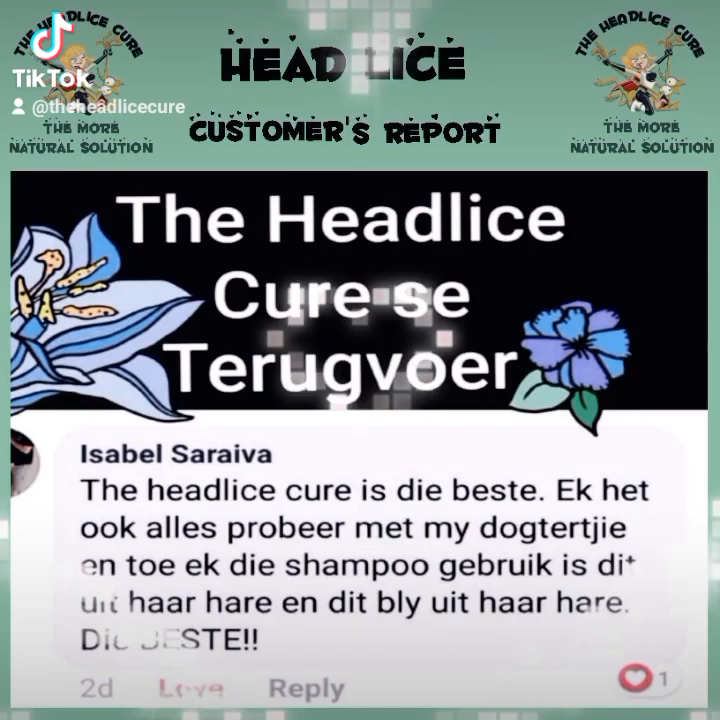 THE HEADLICE CURE
THE MORE
NATURAL SOLUTION
TikTok
@theheadlicecure
HEAD LICE
CUSTOMER'S REPORT
THE HEADLICE CURE
THE MORE
NATURAL SOLUTION
The Headlice
Cure se
Terugvoer
Isabel Saraiva
The headlice cure is die beste. Ek het
ook alles probeer met my dogtertjie
en toe ek die shampoo gebruik is dit
uit haar hare en dit bly uit haar hare.
DIE BESTE!!
2d Love Reply
1